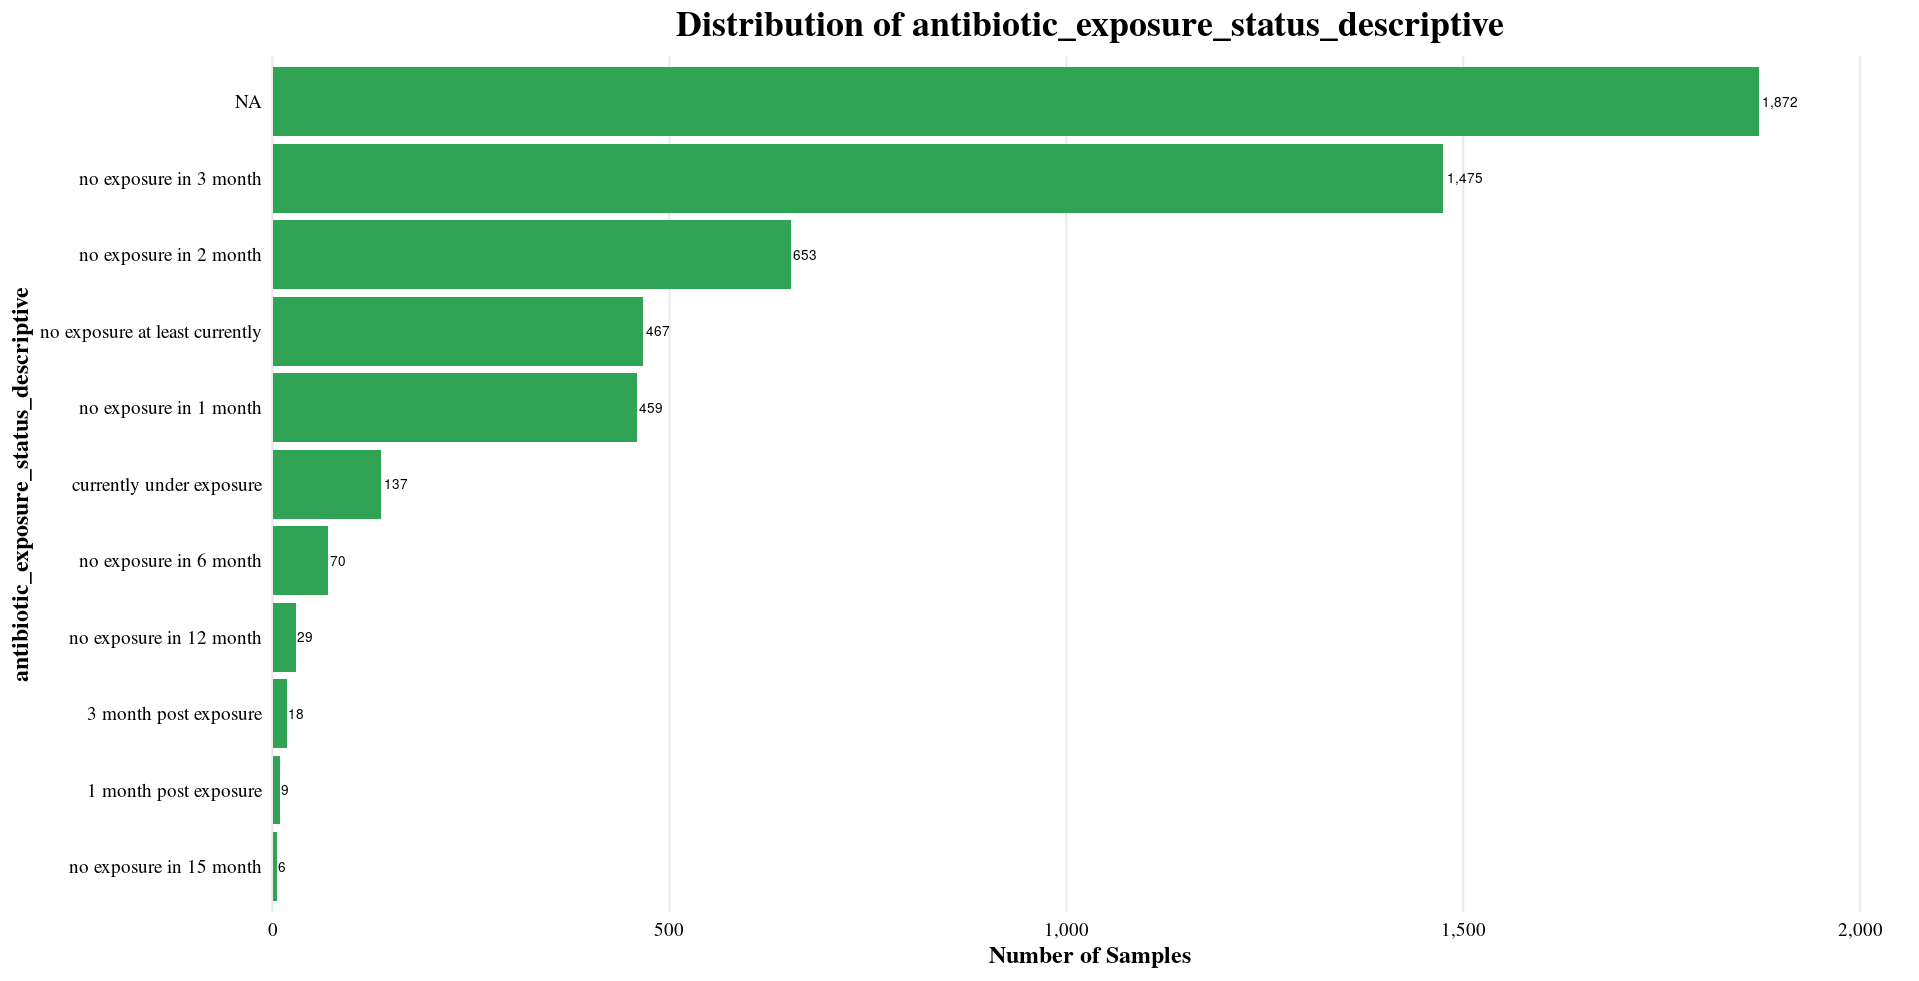 Distribution of antibiotic_exposure_status_descriptive
antibiotic_exposure_status_descriptive
NA 1,872
no exposure in 3 month 1,475
no exposure in 2 month 653
no exposure at least currently 467
no exposure in 1 month 459
currently under exposure 137
no exposure in 6 month 70
no exposure in 12 month 29
3 month post exposure 18
1 month post exposure 9
no exposure in 15 month 6
0 500 1,000 1,500 2,000
Number of Samples